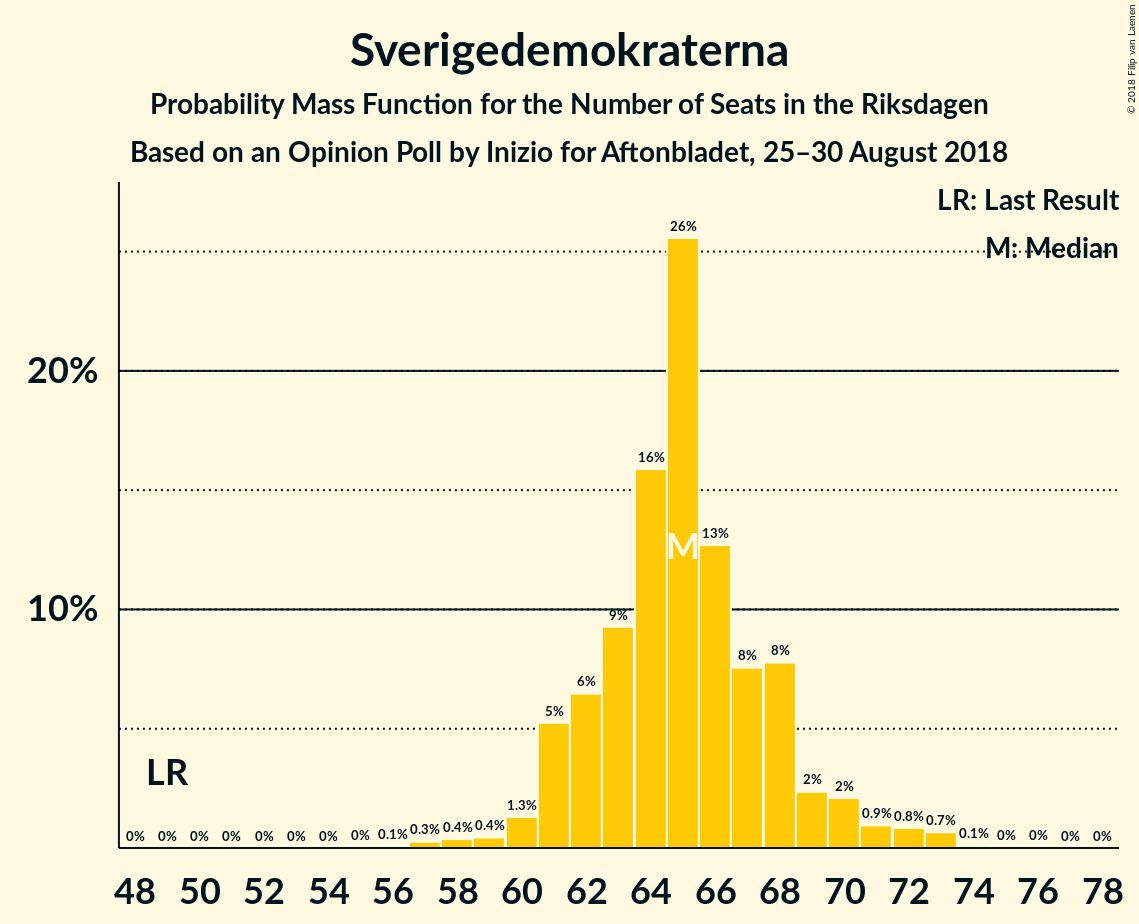 Sverigedemokraterna
Probability Mass Function for the Number of Seats in the Riksdagen
Based on an Opinion Poll by Inizio for Aftonbladet, 25–30 August 2018
© 2018 Filip van Laenen
LR: Last Result
M: Median
20%
10%
LR
M
0% 0% 0% 0% 0% 0% 0% 0% 0.1% 0.3% 0.4% 0.4% 1.3% 5% 6% 9% 16% 26% 13% 8% 8% 2% 2% 0.9% 0.8% 0.7% 0.1% 0% 0% 0% 0%
48 50 52 54 56 58 60 62 64 66 68 70 72 74 76 78